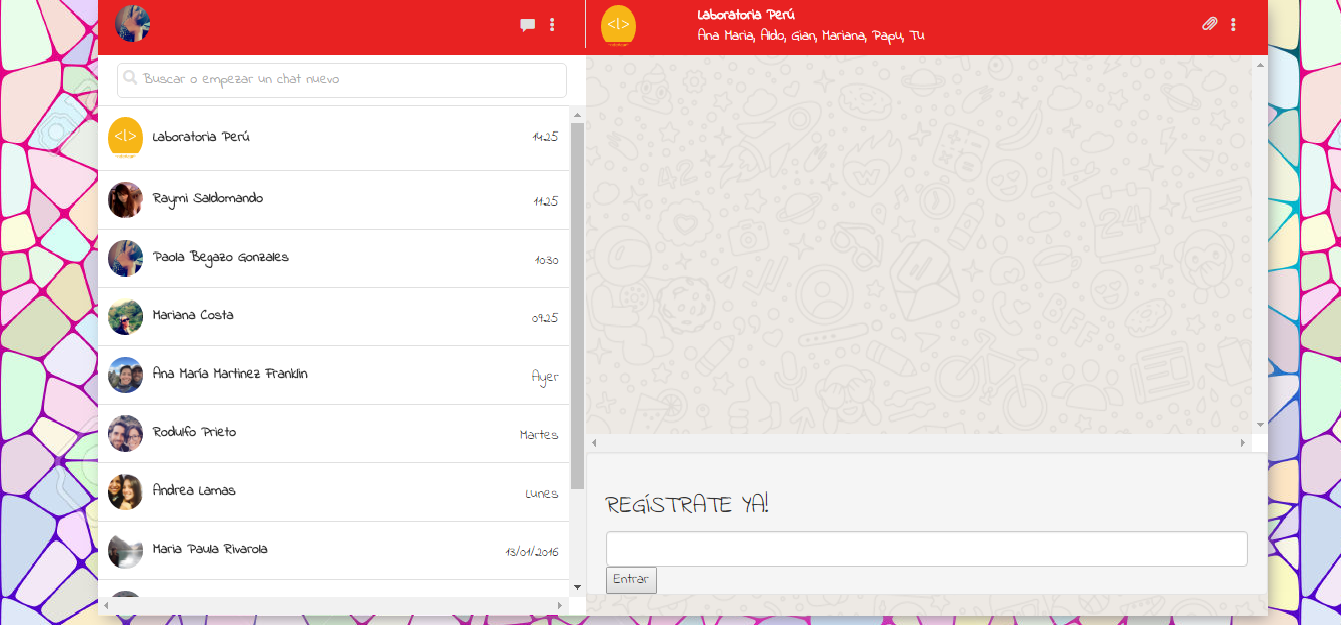 Laboratoria Perú
Ana Maria, Aldo, Gian, Mariana, Papu, Tu
Buscar o empezar un chat nuevo
Laboratoria Perú 14:25
Raymi Saldomando 11:25
Paola Begazo Gonzales 10:30
Mariana Costa 09:25
Ana María Martinez Franklin Ayer
Rodulfo Prieto Martes
Andrea Lamas Lunes
Maria Paula Rivarola 13/01/2016
24
REGÍSTRATE YA!
Entrar